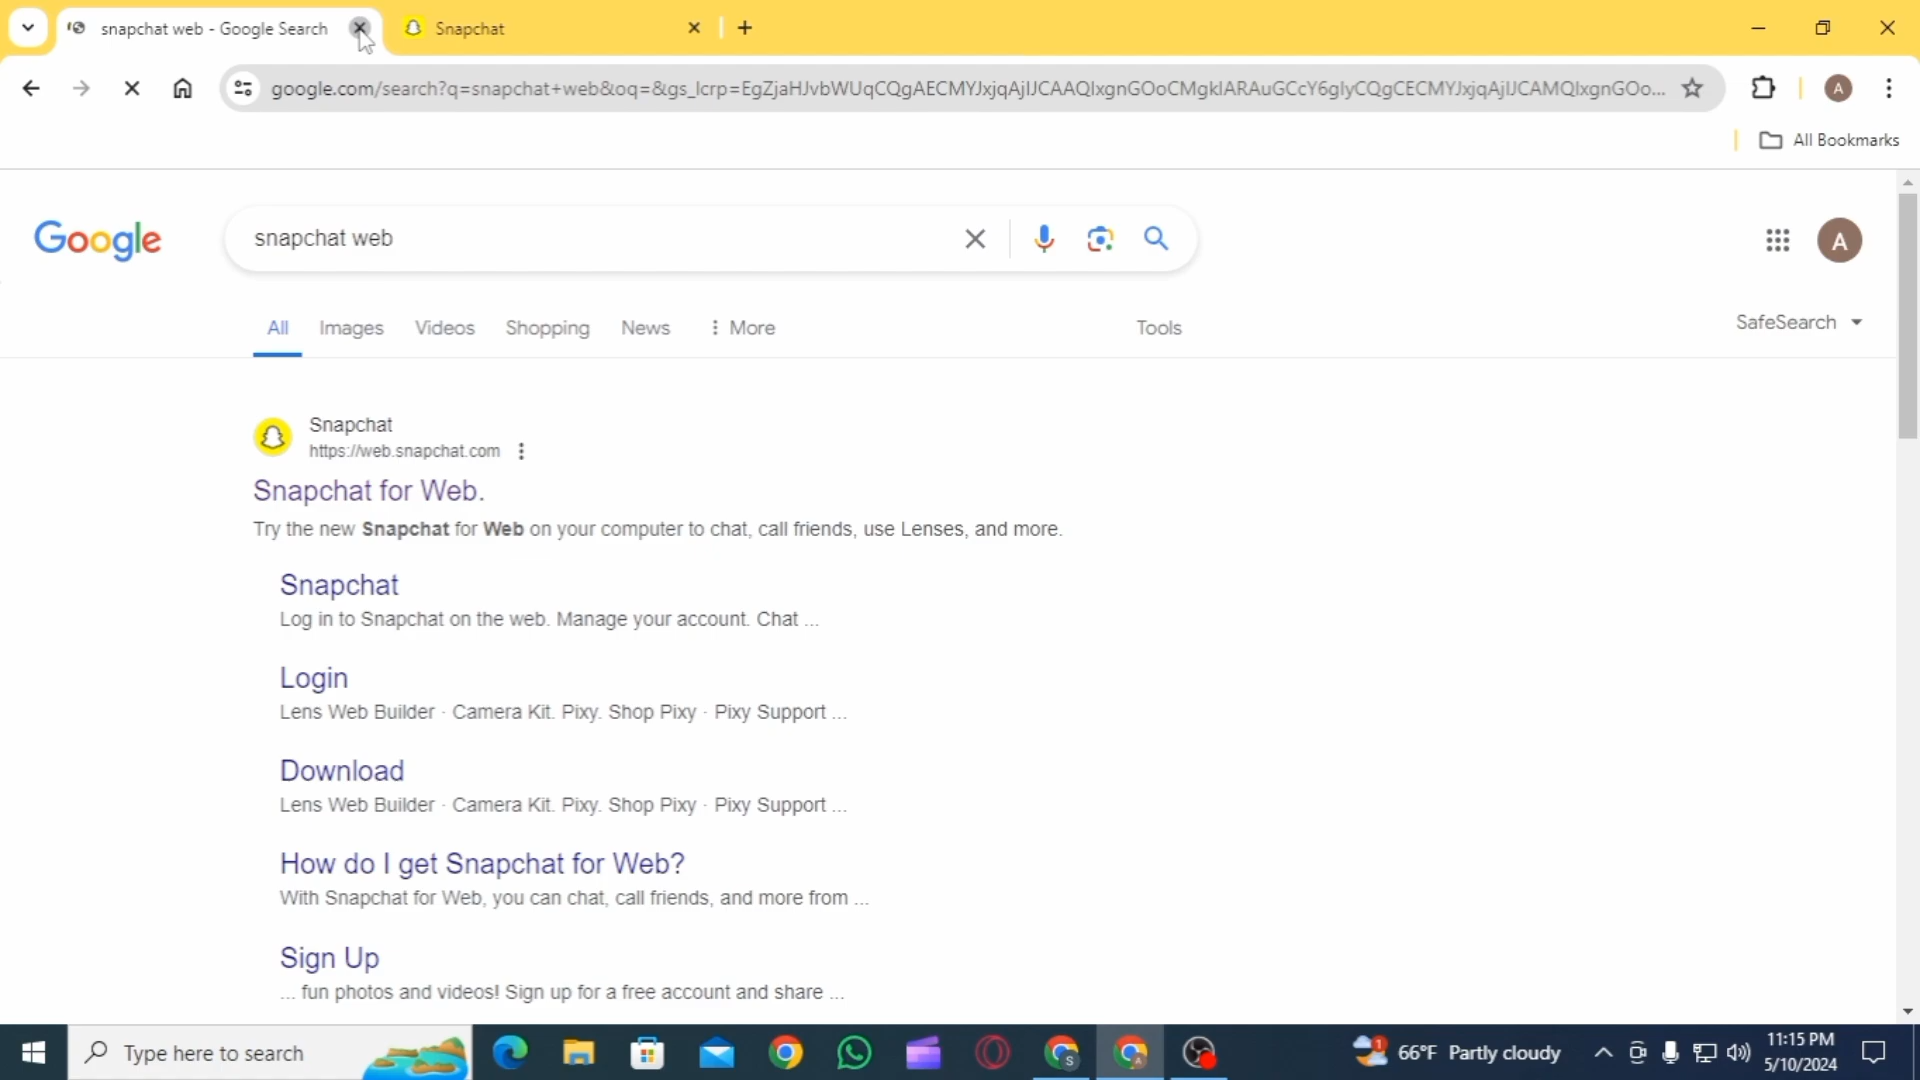 snapchat web - Google Search
Snapchat
google.com/search?q=snapchat+web&oq=&gs_lcrp=
A
All Bookmarks
Google
snapchat web
A
All Images Videos Shopping News More Tools SafeSearch
Snapchat
https://web.snapchat.com
Snapchat for Web.
Try the new Snapchat for Web on your computer to chat, call friends, use Lenses, and more.
Snapchat
Log in to Snapchat on the web. Manage your account. Chat ...
Login
Lens Web Builder · Camera Kit. Pixy. Shop Pixy · Pixy Support ...
Download
Lens Web Builder · Camera Kit. Pixy. Shop Pixy · Pixy Support ...
How do I get Snapchat for Web?
With Snapchat for Web, you can chat, call friends, and more from ...
Sign Up
... fun photos and videos! Sign up for a free account and share ...
Type here to search
S
A
1
66°F Partly cloudy
11:15 PM
5/10/2024